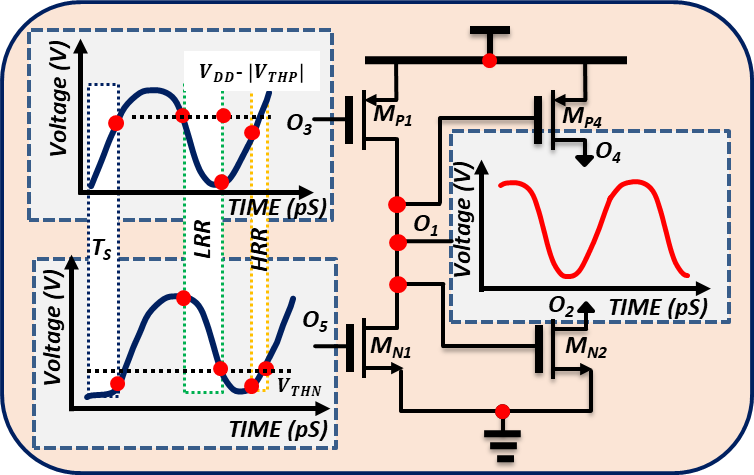 Voltage (V)
V_DD- |V_THP|
TIME (pS)
T_S
LRR
HRR
Voltage (V)
V_THN
TIME (pS)
O_3
M_P1
M_P4
O_4
O_1
Voltage (V)
TIME (pS)
O_2
O_5
M_N1
M_N2